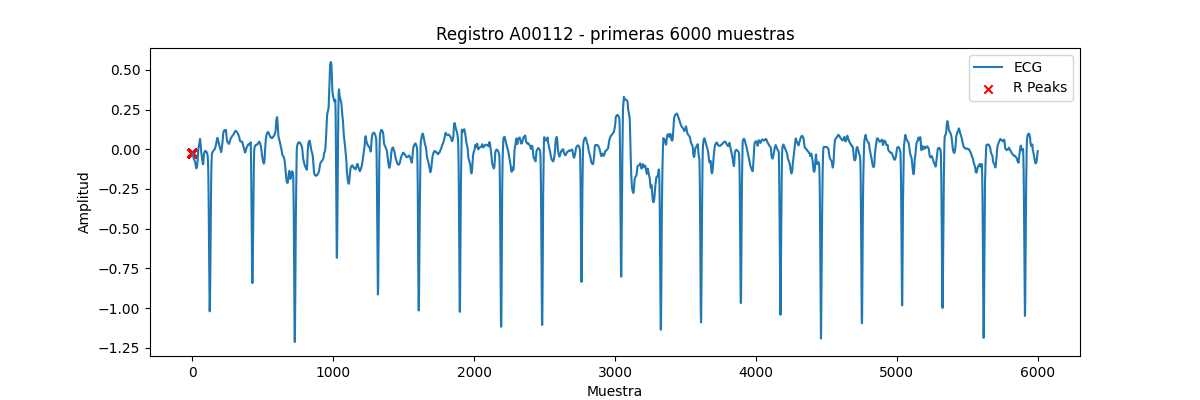 Registro A00112 - primeras 6000 muestras
ECG
R Peaks
0.50
0.25
0.00
−0.25
−0.50
−0.75
−1.00
−1.25
Amplitud
0 1000 2000 3000 4000 5000 6000
Muestra